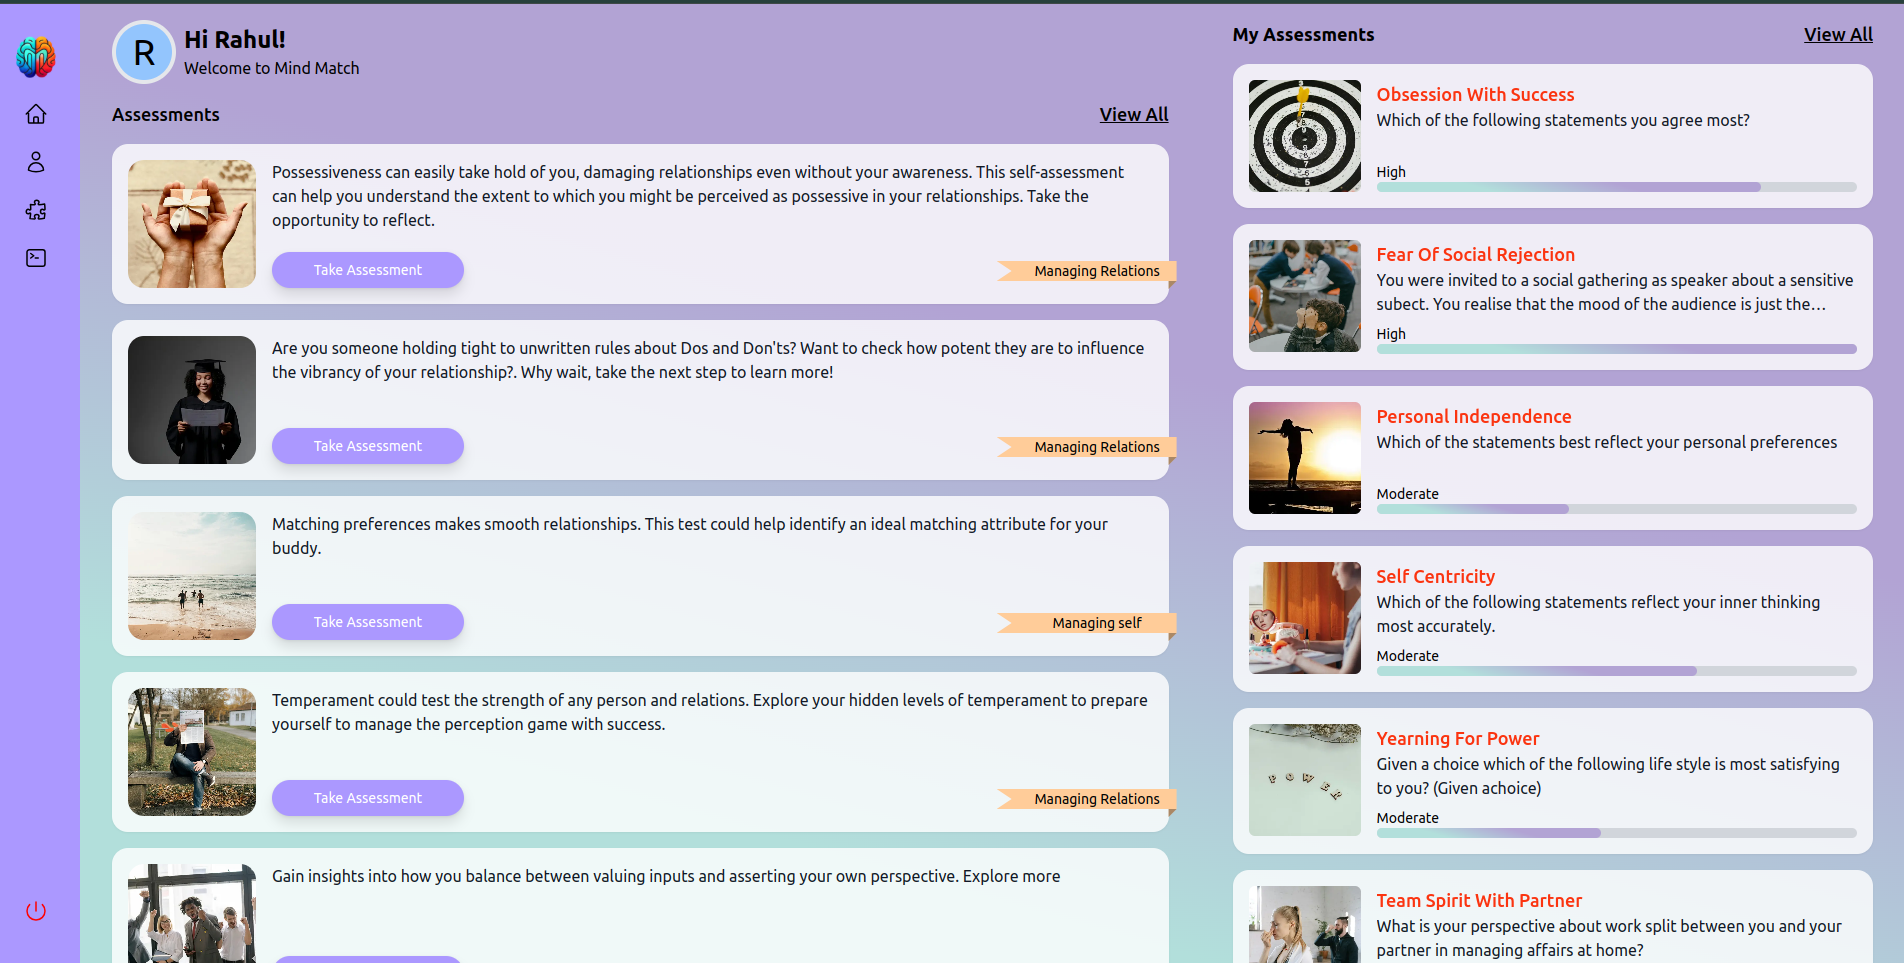 R
Hi Rahul!
Welcome to Mind Match
Assessments
View All
Possessiveness can easily take hold of you, damaging relationships even without your awareness. This self-assessment
can help you understand the extent to which you might be perceived as possessive in your relationships. Take the
opportunity to reflect.
Take Assessment
Managing Relations
Are you someone holding tight to unwritten rules about Dos and Don'ts? Want to check how potent they are to influence
the vibrancy of your relationship?. Why wait, take the next step to learn more!
Take Assessment
Managing Relations
Matching preferences makes smooth relationships. This test could help identify an ideal matching attribute for your
buddy.
Take Assessment
Managing self
Temperament could test the strength of any person and relations. Explore your hidden levels of temperament to prepare
yourself to manage the perception game with success.
Take Assessment
Managing Relations
Gain insights into how you balance between valuing inputs and asserting your own perspective. Explore more
My Assessments
View All
Obsession With Success
Which of the following statements you agree most?
High
Fear Of Social Rejection
You were invited to a social gathering as speaker about a sensitive
subect. You realise that the mood of the audience is just the...
High
Personal Independence
Which of the statements best reflect your personal preferences
Moderate
Self Centricity
Which of the following statements reflect your inner thinking
most accurately.
Moderate
Yearning For Power
Given a choice which of the following life style is most satisfying
to you? (Given achoice)
Moderate
POWER
Team Spirit With Partner
What is your perspective about work split between you and your
partner in managing affairs at home?